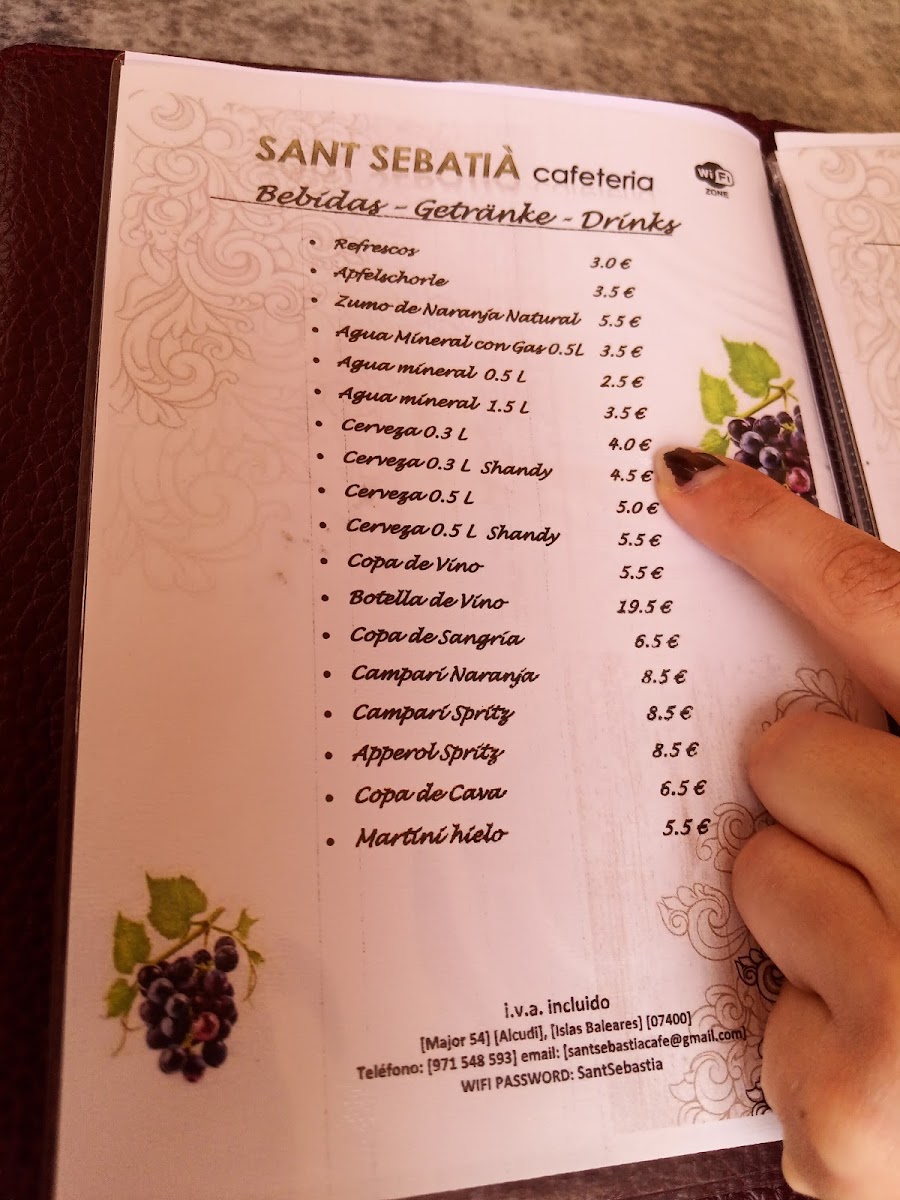 SANT SEBATIÀ cafeteria
WiFi
ZONE
Bebidas - Getränke - Drinks
• Refrescos 3.0 €
• Apfelschorle 3.5 €
• Zumo de Naranja Natural 5.5 €
• Agua Mineral con Gas 0.5L 3.5 €
• Agua mineral 0.5 L 2.5 €
• Agua mineral 1.5 L 3.5 €
• Cerveza 0.3 L 4.0 €
• Cerveza 0.3 L Shandy 4.5 €
• Cerveza 0.5 L 5.0 €
• Cerveza 0.5 L Shandy 5.5 €
• Copa de Vino 5.5 €
• Botella de Vino 19.5 €
• Copa de Sangria 6.5 €
• Campari Naranja 8.5 €
• Campari Spritz 8.5 €
• Apperol Spritz 8.5 €
• Copa de Cava 6.5 €
• Martini hielo 5.5 €
i.v.a. incluido
[Major 54] [Alcudi], [Islas Baleares] [07400]
Teléfono: [971 548 593] email: [santsebastiacafe@gmail.com]
WIFI PASSWORD: SantSebastia